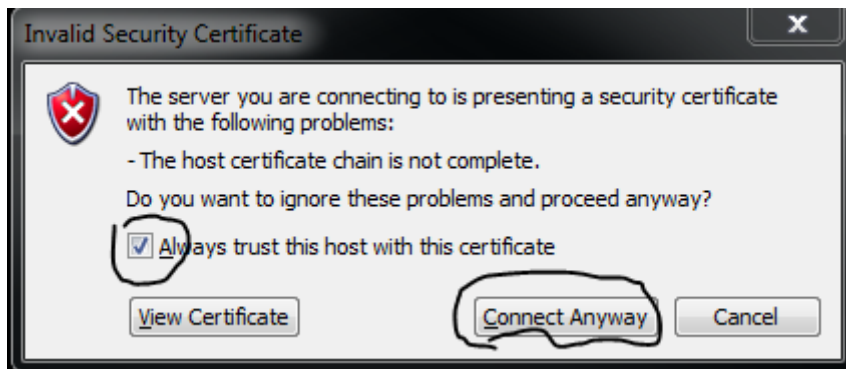 Invalid Security Certificate
The server you are connecting to is presenting a security certificate
with the following problems:
- The host certificate chain is not complete.
Do you want to ignore these problems and proceed anyway?
Always trust this host with this certificate
View Certificate Connect Anyway Cancel